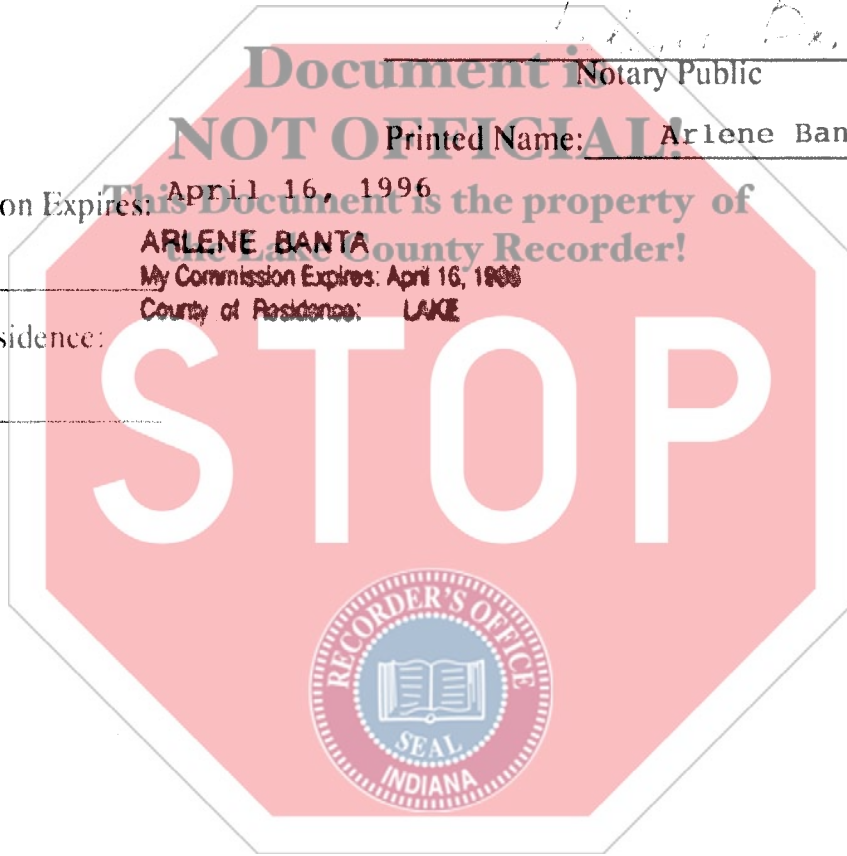 Document is
Notary Public
NOT OFFICIAL!
Printed Name: Arlene Ban
on Expires: April 16, 1996
This Document is the property of
the Lake County Recorder!
ARLENE BANTA
My Commission Expires: April 16, 1996
County of Residence: LAKE
sidence:
STOP
RECORDER'S OFFICE
SEAL
INDIANA